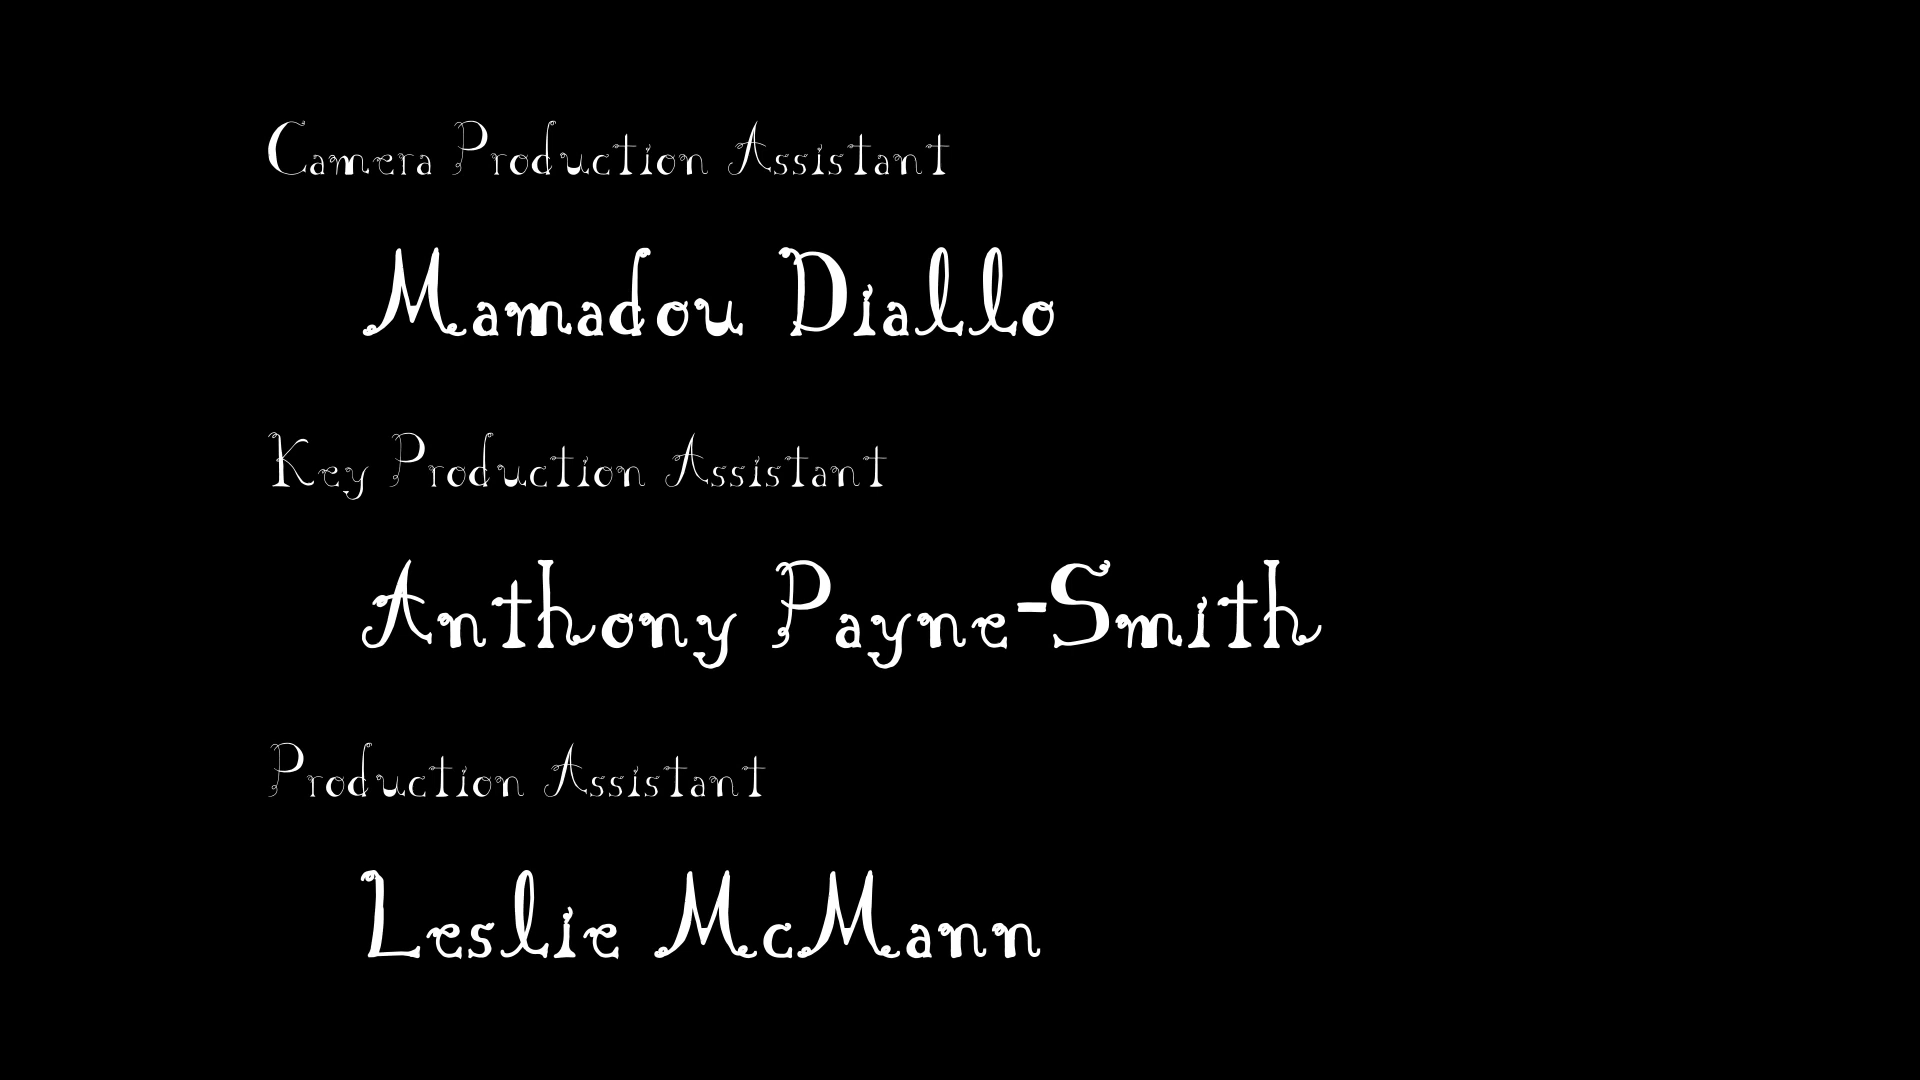 Camera Production Assistant
Mamadou Diallo
Key Production Assistant
Anthony Payne-Smith
Production Assistant
Leslie McMann